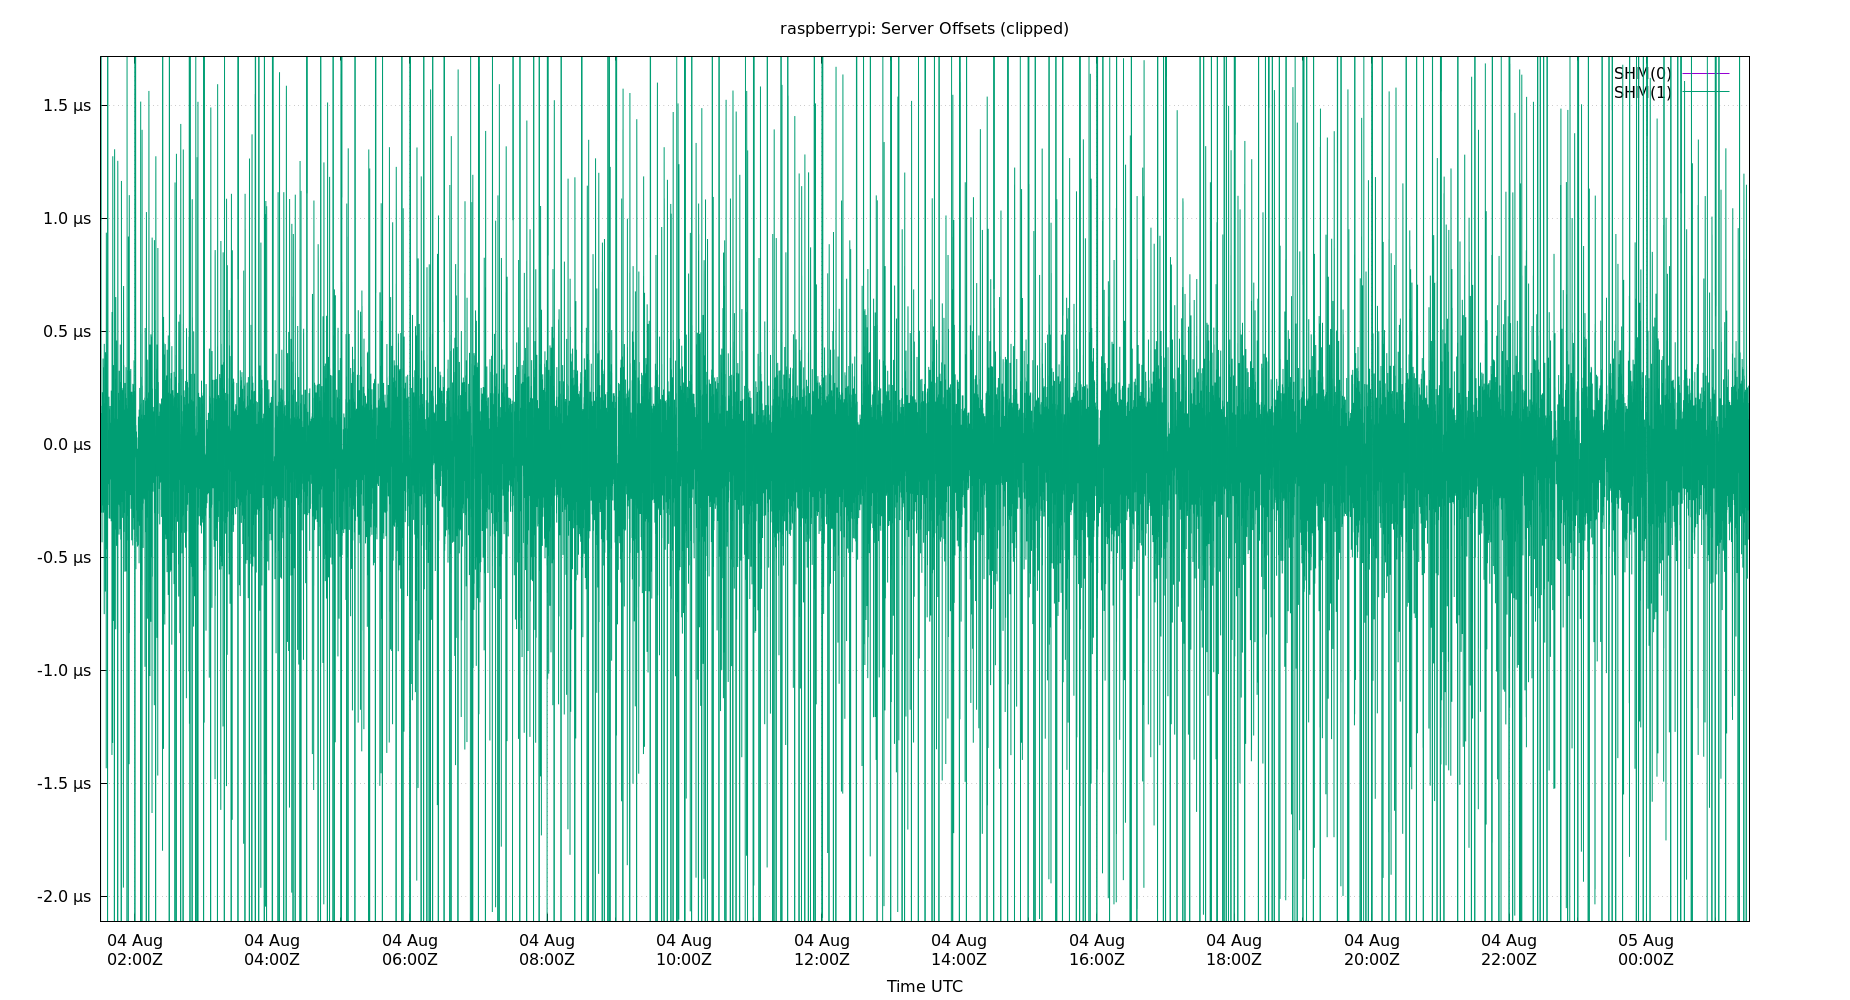 raspberrypi: Server Offsets (clipped)
SHM(0)
SHM(1)
1.5 µs
1.0 µs
0.5 µs
0.0 µs
-0.5 µs
-1.0 µs
-1.5 µs
-2.0 µs
04 Aug 04 Aug 04 Aug 04 Aug 04 Aug 04 Aug 04 Aug 04 Aug 04 Aug 04 Aug 04 Aug 05 Aug
02:00Z 04:00Z 06:00Z 08:00Z 10:00Z 12:00Z 14:00Z 16:00Z 18:00Z 20:00Z 22:00Z 00:00Z
Time UTC